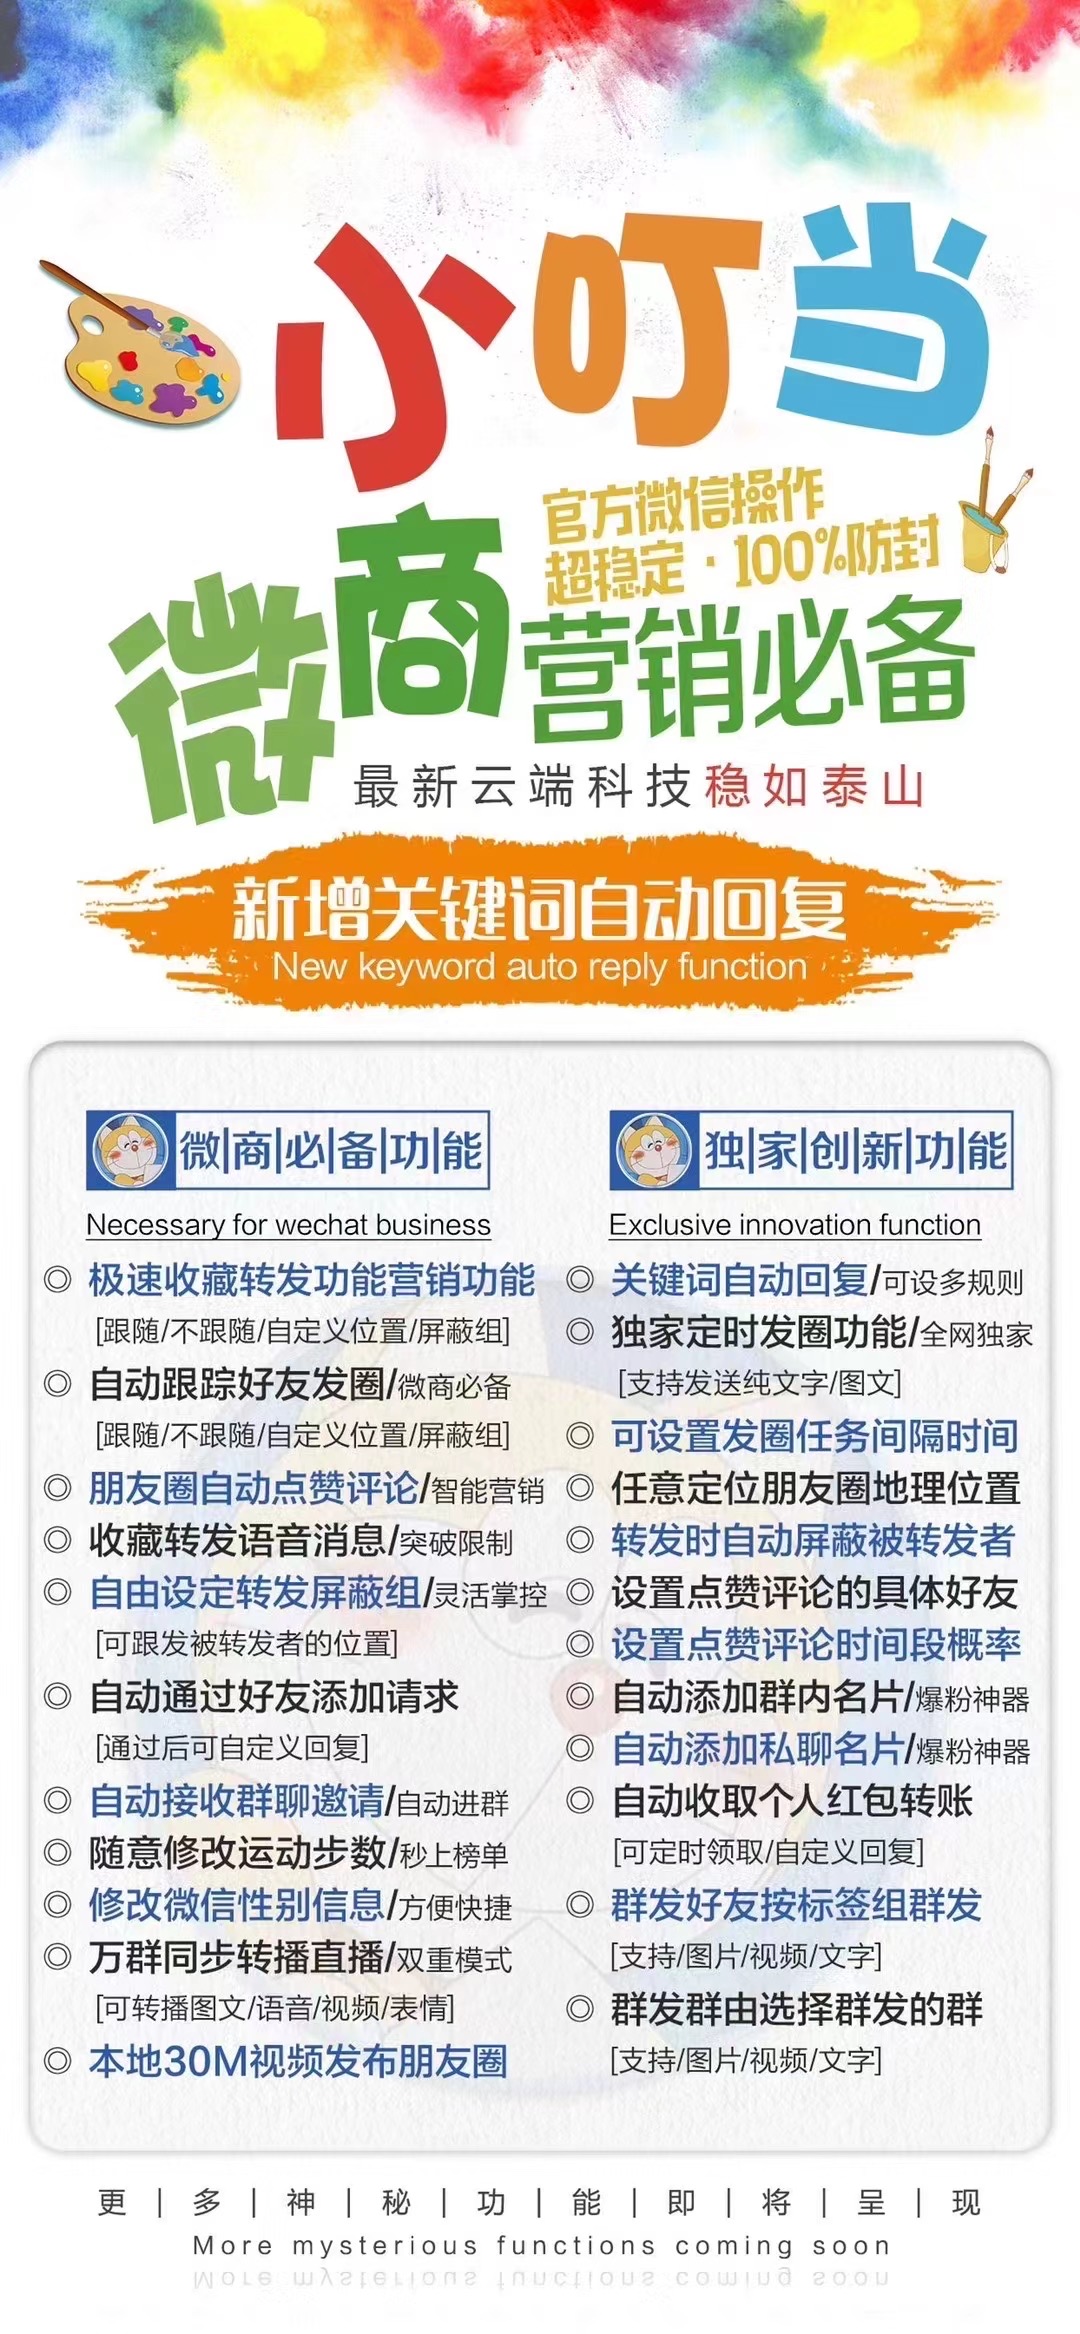 小叮当
官方微信操作
超稳定·100%防封
微商营销必备
最新云端科技稳如泰山
新增关键词自动回复
New keyword auto reply function
微|商|必|备|功|能
Necessary for wechat business
◎ 极速收藏转发功能营销功能
[跟随/不跟随/自定义位置/屏蔽组]
◎ 自动跟踪好友发圈/微商必备
[跟随/不跟随/自定义位置/屏蔽组]
◎ 朋友圈自动点赞评论/智能营销
◎ 收藏转发语音消息/突破限制
◎ 自由设定转发屏蔽组/灵活掌控
[可跟发被转发者的位置]
◎ 自动通过好友添加请求
[通过后可自定义回复]
◎ 自动接收群聊邀请/自动进群
◎ 随意修改运动步数/秒上榜单
◎ 修改微信性别信息/方便快捷
◎ 万群同步转播直播/双重模式
[可转播图文/语音/视频/表情]
◎ 本地30M视频发布朋友圈
独|家|创|新|功|能
Exclusive innovation function
◎ 关键词自动回复/可设多规则
◎ 独家定时发圈功能/全网独家
[支持发送纯文字/图文]
◎ 可设置发圈任务间隔时间
◎ 任意定位朋友圈地理位置
◎ 转发时自动屏蔽被转发者
◎ 设置点赞评论的具体好友
◎ 设置点赞评论时间段概率
◎ 自动添加群内名片/爆粉神器
◎ 自动添加私聊名片/爆粉神器
◎ 自动收取个人红包转账
[可定时领取/自定义回复]
◎ 群发好友按标签组群发
[支持/图片/视频/文字]
◎ 群发群由选择群发的群
[支持/图片/视频/文字]
更|多|神|秘|功|能|即|将|呈|现
More mysterious functions coming soon